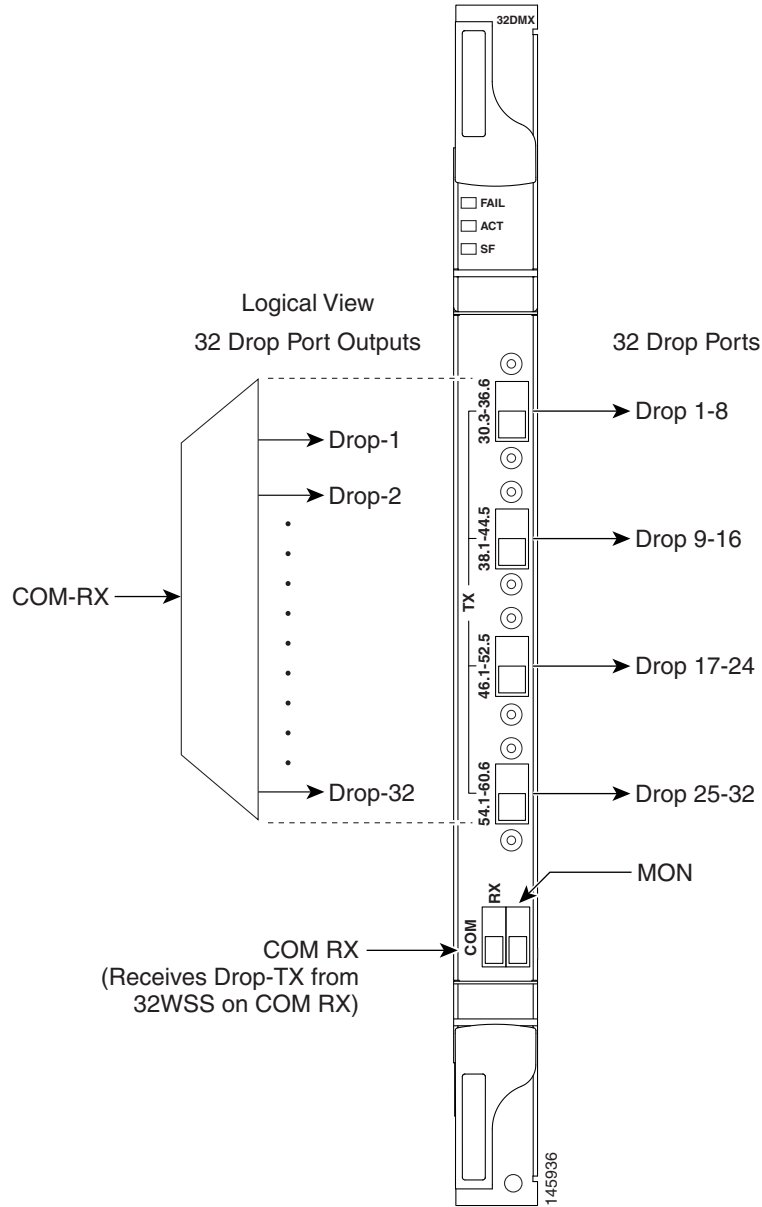 32DMX
FAIL
ACT
SF
Logical View
32 Drop Port Outputs
32 Drop Ports
30.3-36.6
Drop 1-8
Drop-1
Drop-2
38.1-44.5
Drop 9-16
COM-RX
TX
46.1-52.5
Drop 17-24
Drop-32
54.1-60.6
Drop 25-32
MON
RX
COM
COM RX
(Receives Drop-TX from
32WSS on COM RX)
145936